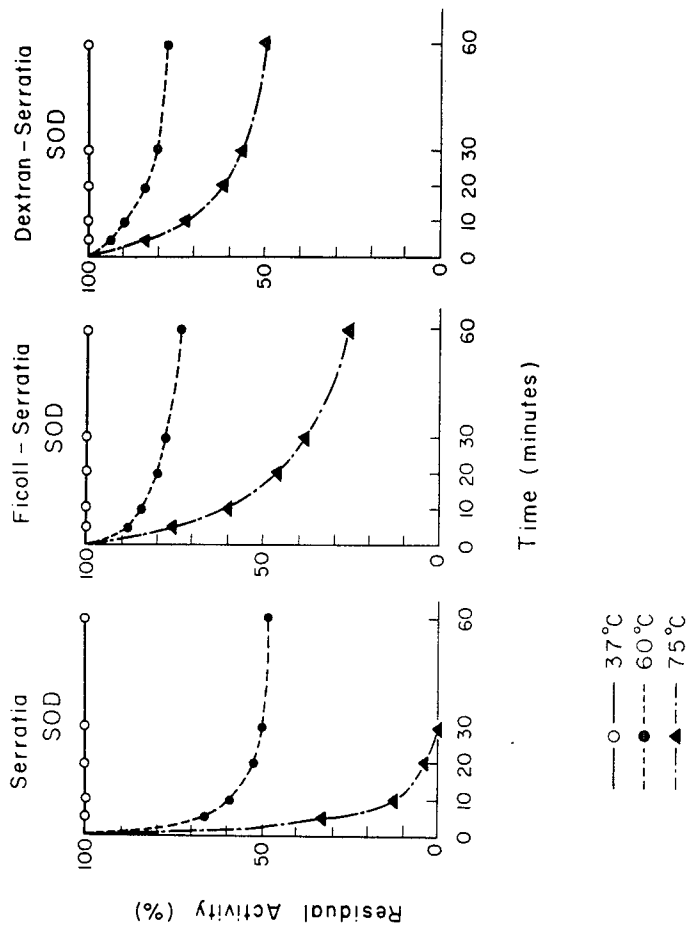 Serratia
SOD
Ficoll - Serratia
SOD
Dextran - Serratia
SOD
Residual Activity (%)
100
50
0
0
10
20
30
60
100
50
0
0
10
20
30
60
100
50
0
0
10
20
30
60
Time (minutes)
37°C
60°C
75°C